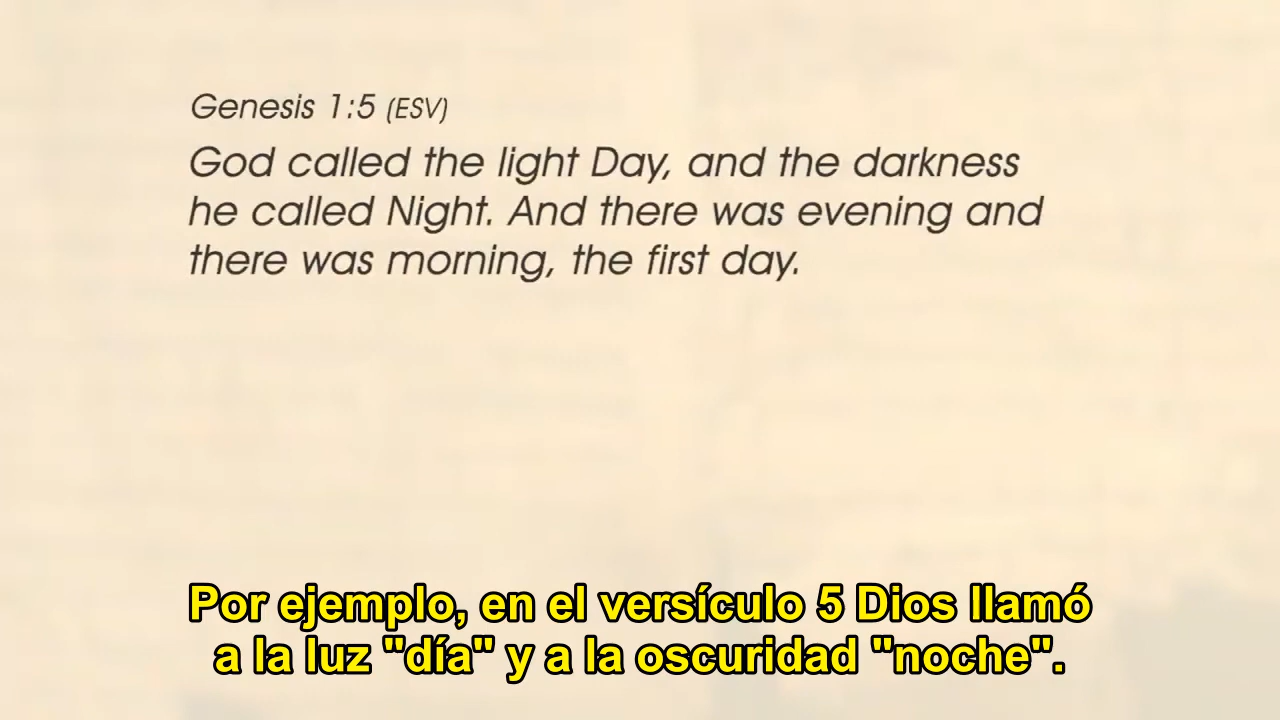 Genesis 1:5 (ESV)
God called the light Day, and the darkness
he called Night. And there was evening and
there was morning, the first day.
Por ejemplo, en el versículo 5 Dios llamó
a la luz "día" y a la oscuridad "noche".